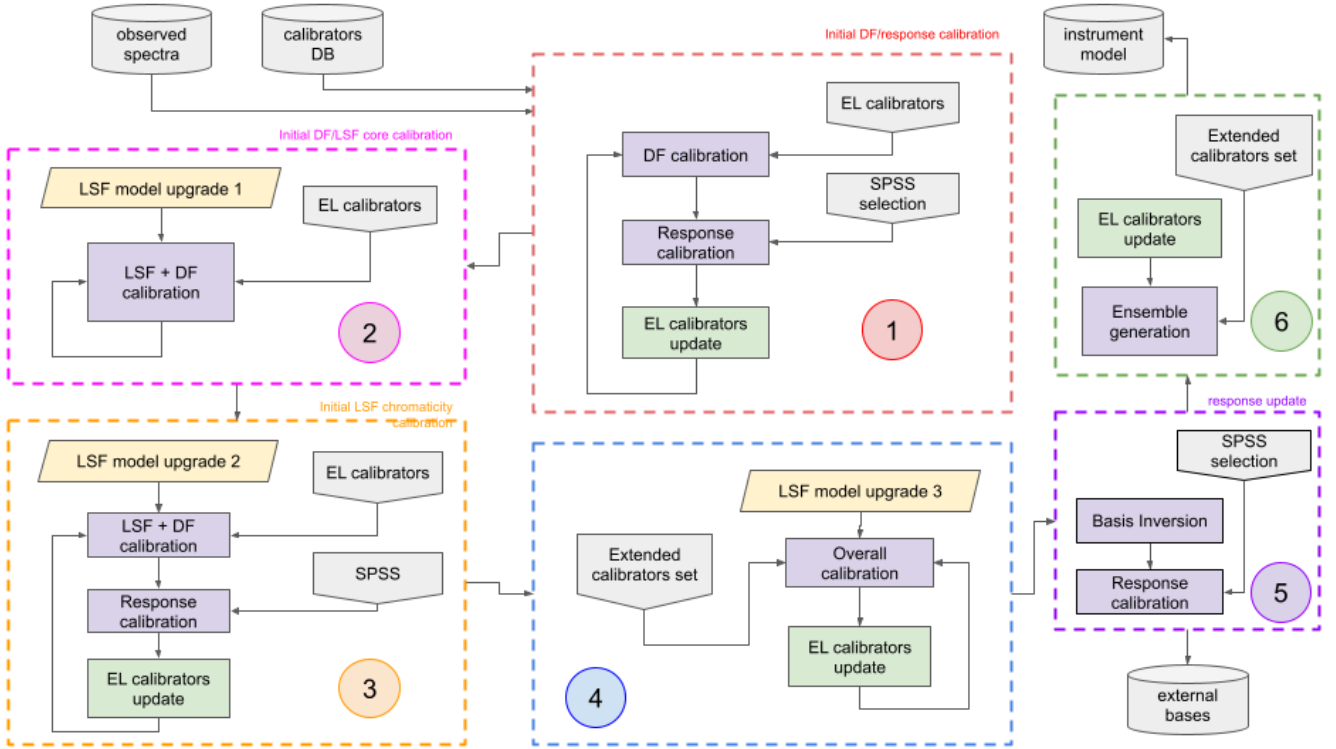 observed
spectra
calibrators
DB
Initial DF/response calibration
EL calibrators
DF calibration
SPSS
selection
Response
calibration
EL calibrators
update
1
Initial DF/LSF core calibration
LSF model upgrade 1
EL calibrators
LSF + DF
calibration
2
Initial LSF chromaticity
calibration
LSF model upgrade 2
EL calibrators
LSF + DF
calibration
SPSS
Response
calibration
EL calibrators
update
3
LSF model upgrade 3
Extended
calibrators set
Overall
calibration
EL calibrators
update
4
response update
SPSS
selection
Basis Inversion
Response
calibration
5
external
bases
instrument
model
Extended
calibrators set
EL calibrators
update
Ensemble
generation
6